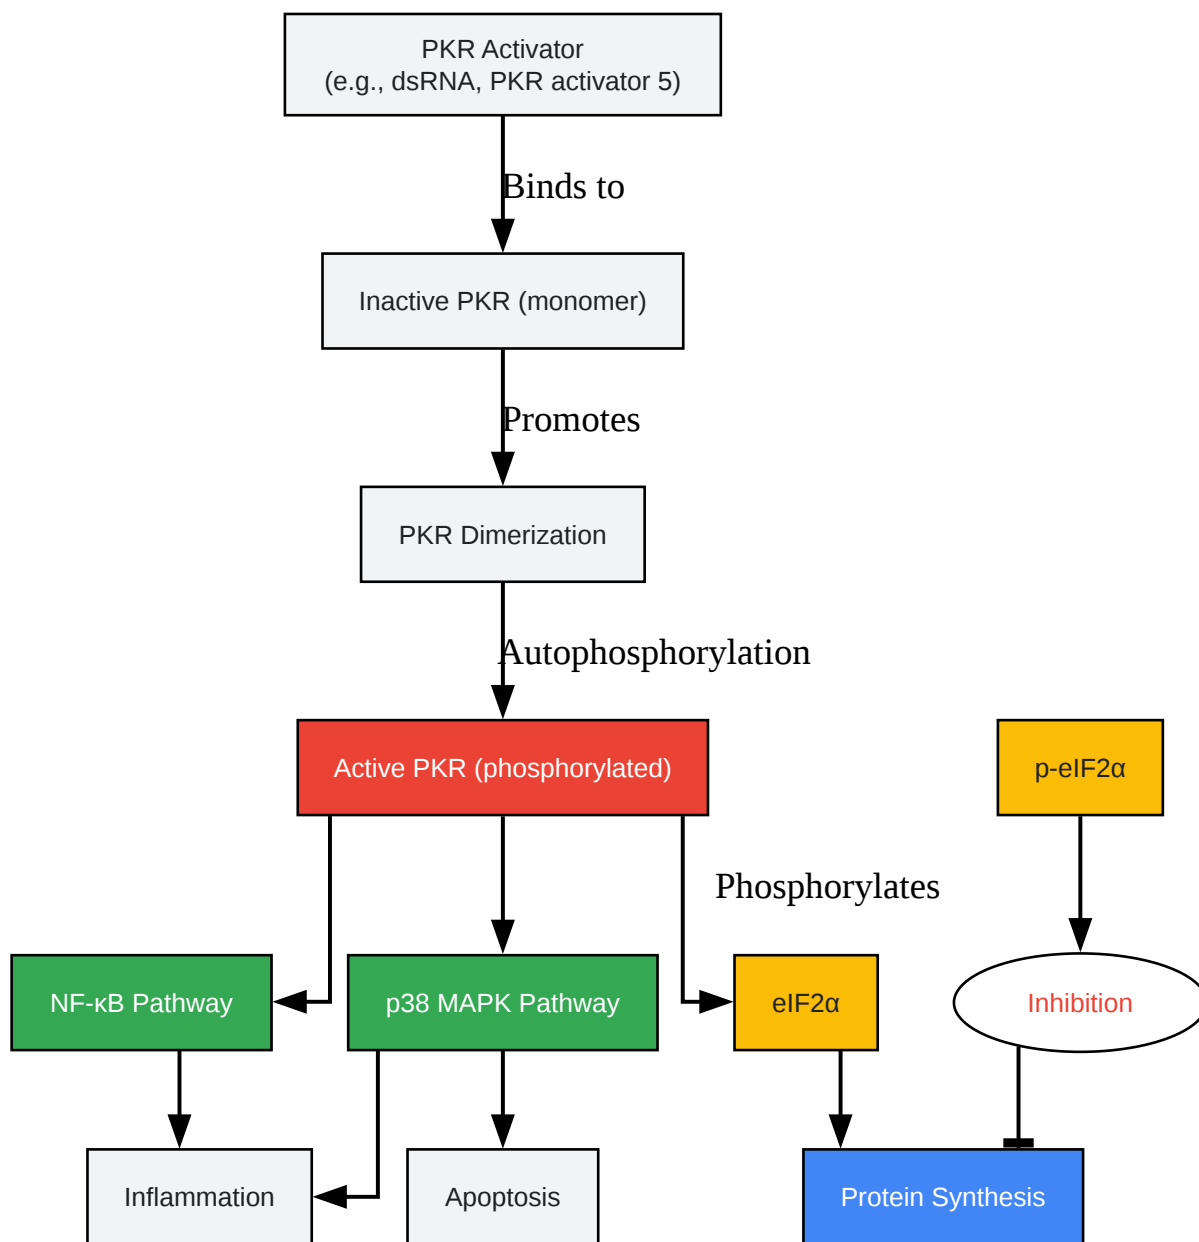 PKR Activator
(e.g., dsRNA, PKR activator 5)
Binds to
Inactive PKR (monomer)
Promotes
PKR Dimerization
Autophosphorylation
Active PKR (phosphorylated)
p-eIF2α
Phosphorylates
NF-κB Pathway
p38 MAPK Pathway
eIF2α
Inhibition
Inflammation
Apoptosis
Protein Synthesis